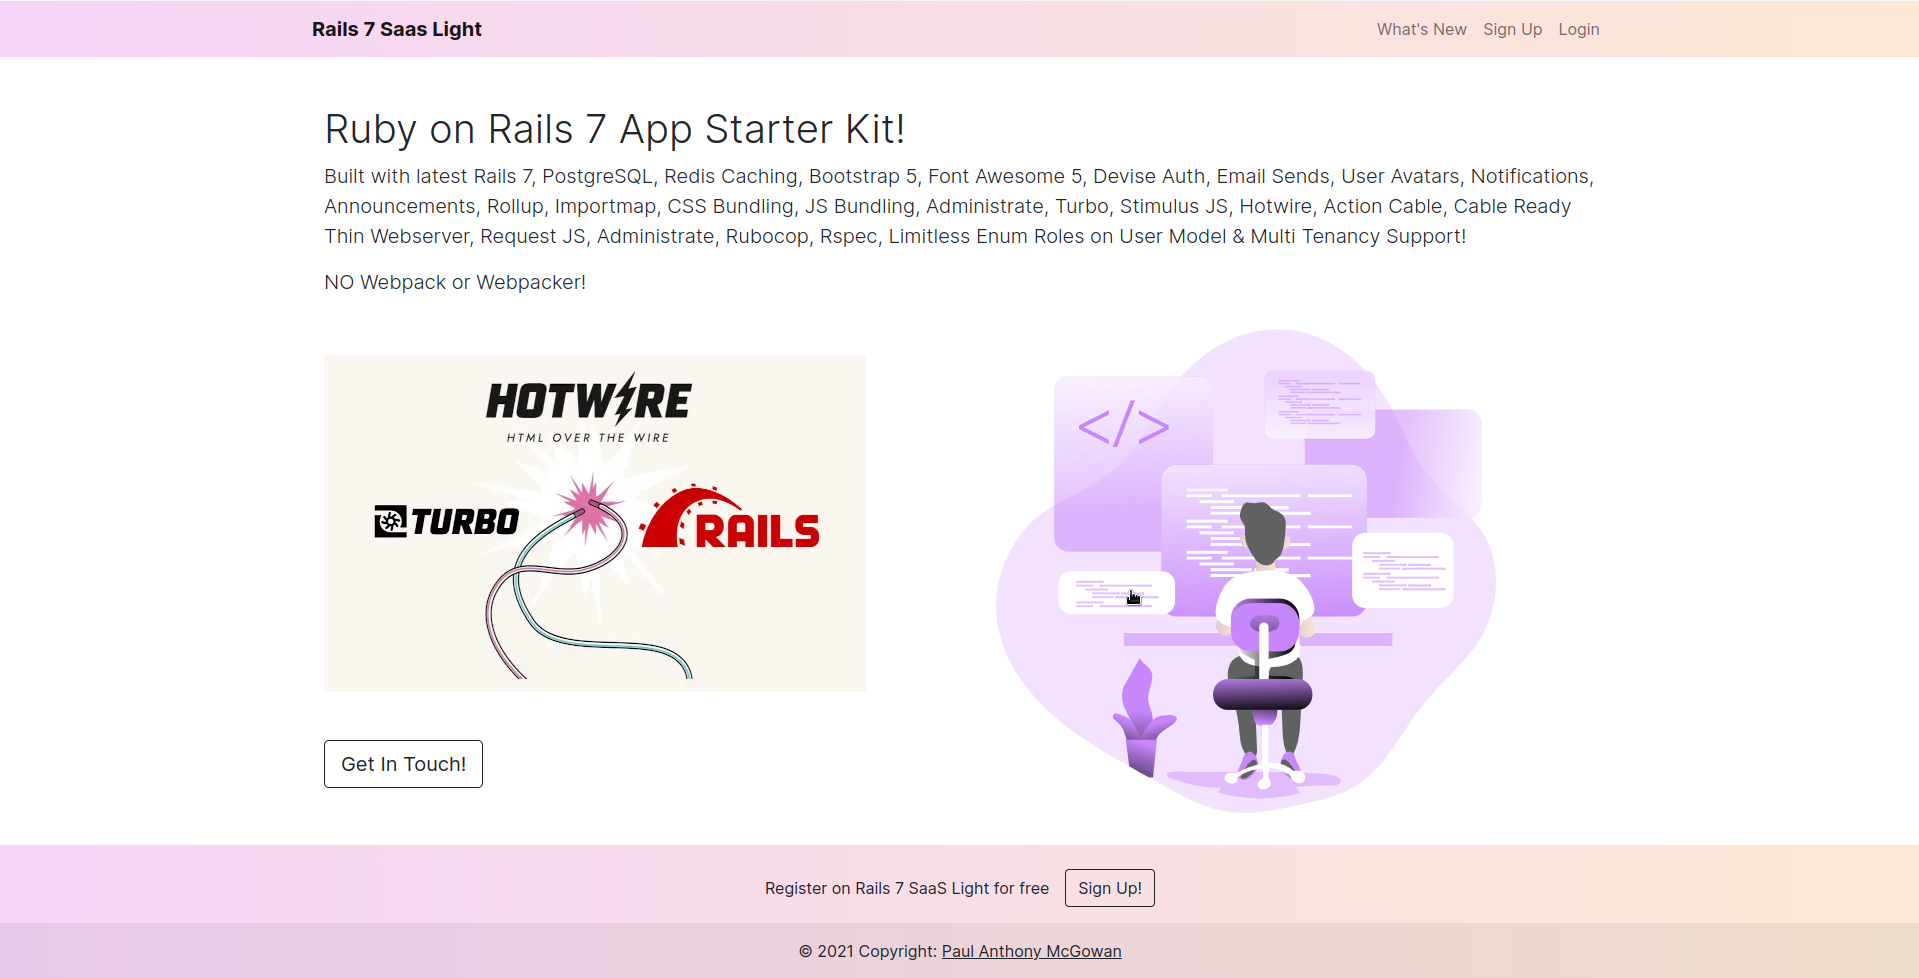 Rails 7 Saas Light
What's New Sign Up Login
Ruby on Rails 7 App Starter Kit!
Built with latest Rails 7, PostgreSQL, Redis Caching, Bootstrap 5, Font Awesome 5, Devise Auth, Email Sends, User Avatars, Notifications,
Announcements, Rollup, Importmap, CSS Bundling, JS Bundling, Administrate, Turbo, Stimulus JS, Hotwire, Action Cable, Cable Ready
Thin Webserver, Request JS, Administrate, Rubocop, Rspec, Limitless Enum Roles on User Model & Multi Tenancy Support!
NO Webpack or Webpacker!
HOTWIRE
HTML OVER THE WIRE
TURBO
RAILS
</>
Get In Touch!
Register on Rails 7 SaaS Light for free Sign Up!
© 2021 Copyright: Paul Anthony McGowan